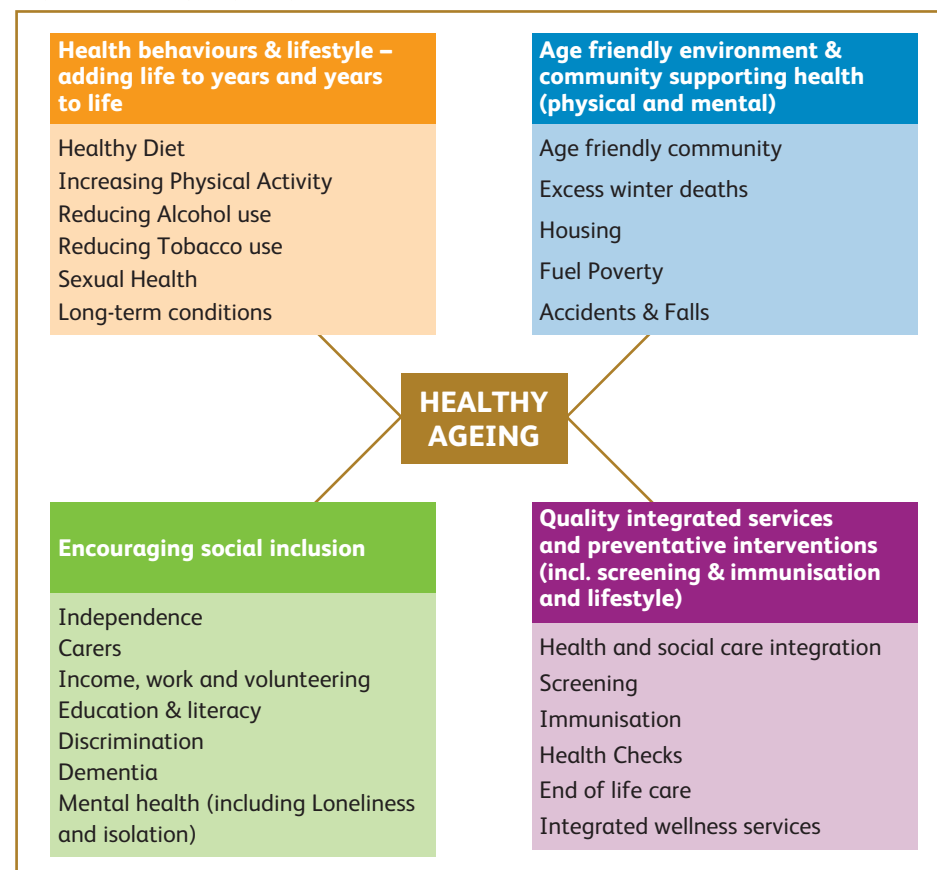 Health behaviours & lifestyle –
adding life to years and years
to life
Healthy Diet
Increasing Physical Activity
Reducing Alcohol use
Reducing Tobacco use
Sexual Health
Long-term conditions
Age friendly environment &
community supporting health
(physical and mental)
Age friendly community
Excess winter deaths
Housing
Fuel Poverty
Accidents & Falls
HEALTHY
AGEING
Encouraging social inclusion
Independence
Carers
Income, work and volunteering
Education & literacy
Discrimination
Dementia
Mental health (including Loneliness
and isolation)
Quality integrated services
and preventative interventions
(incl. screening & immunisation
and lifestyle)
Health and social care integration
Screening
Immunisation
Health Checks
End of life care
Integrated wellness services